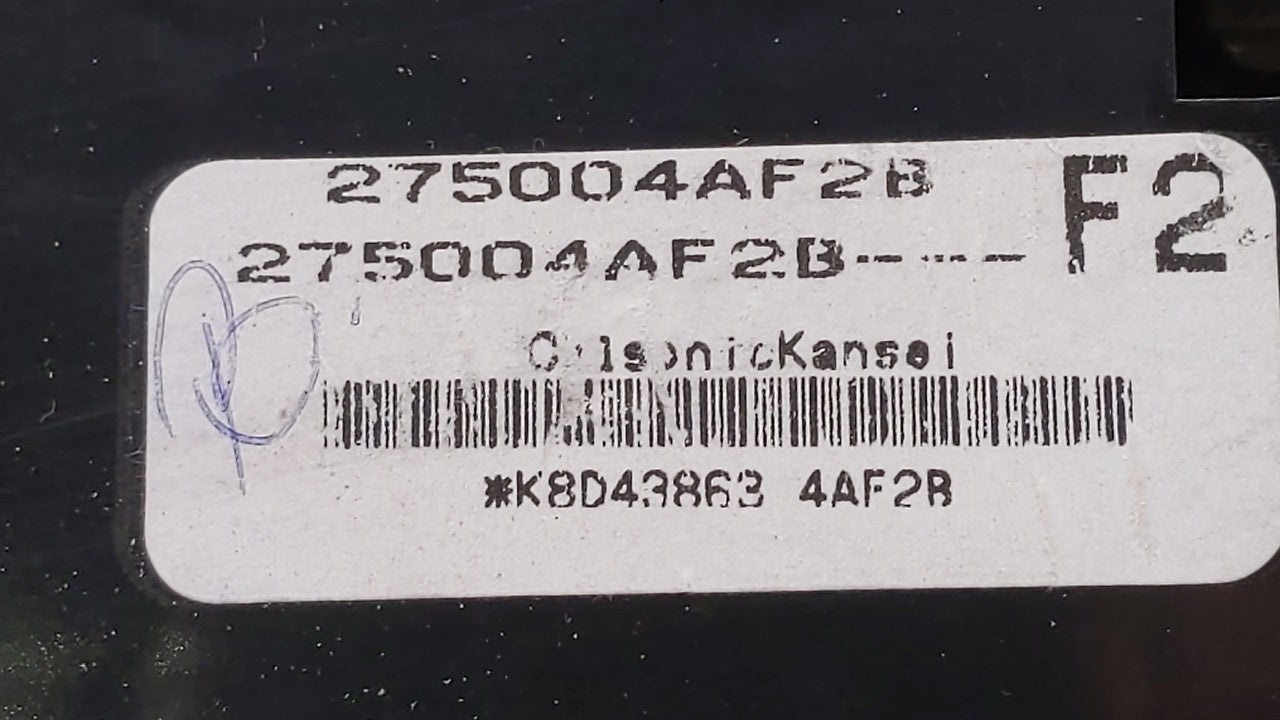 275004AF2B
275004AF2B----
F2
CalsonicKansei
*K8D43863 4AF2B